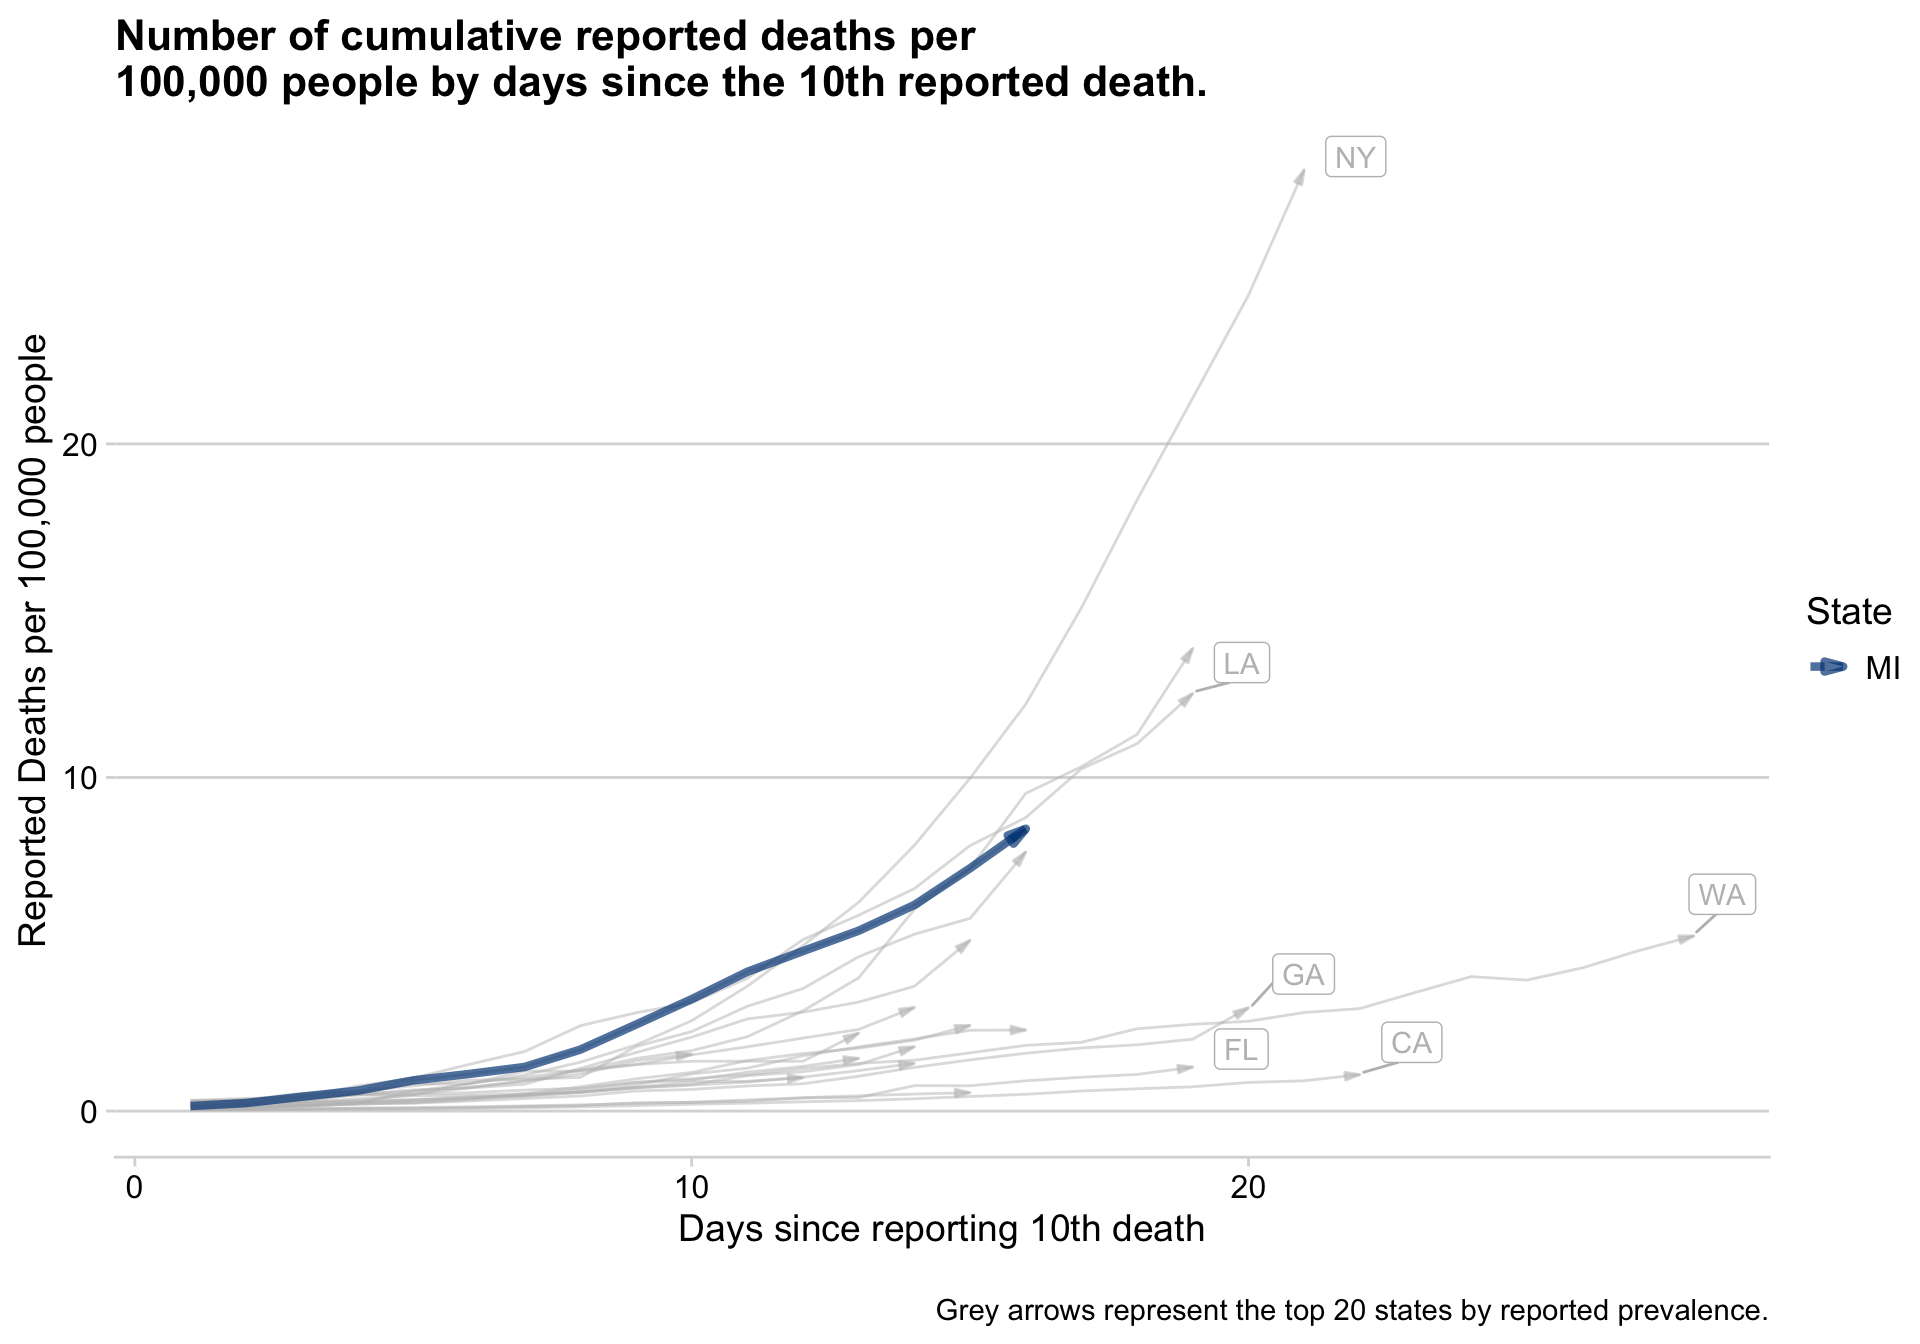 Number of cumulative reported deaths per
100,000 people by days since the 10th reported death.
NY
Reported Deaths per 100,000 people
20
State
LA
MI
10
WA
GA
FL
CA
0
0
10
20
Days since reporting 10th death
Grey arrows represent the top 20 states by reported prevalence.